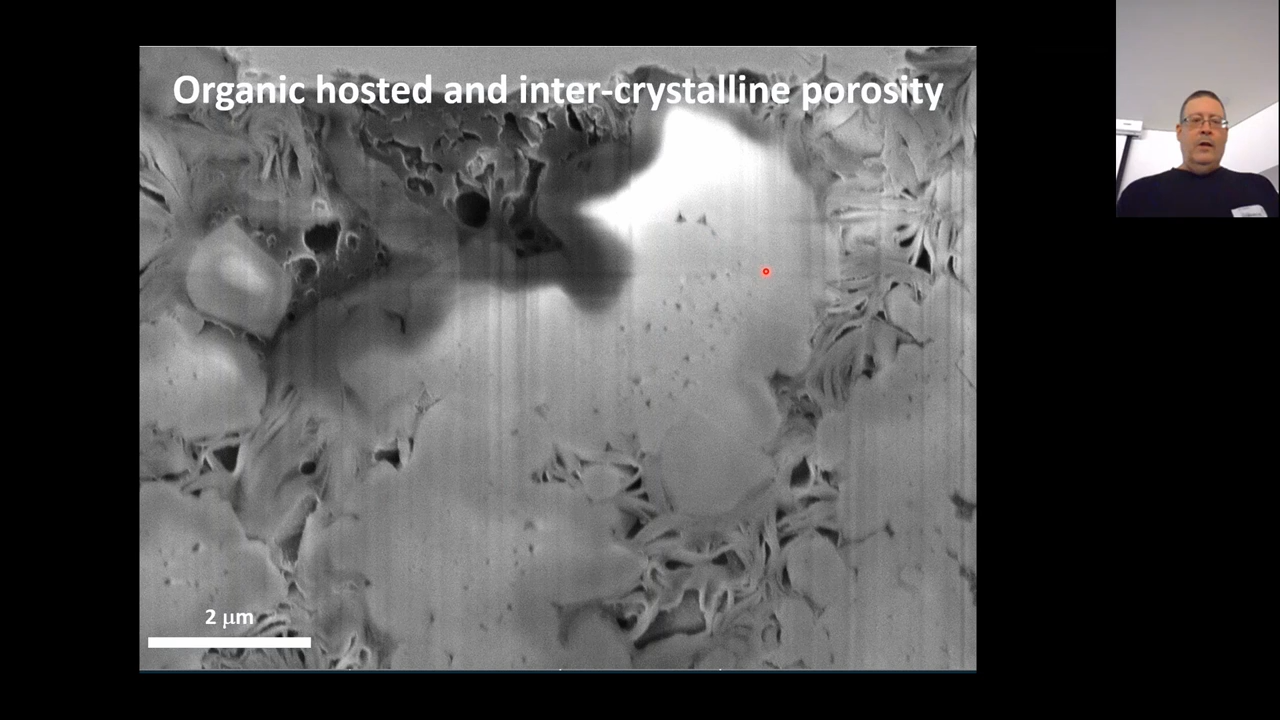 Organic hosted and inter-crystalline porosity
2 μm